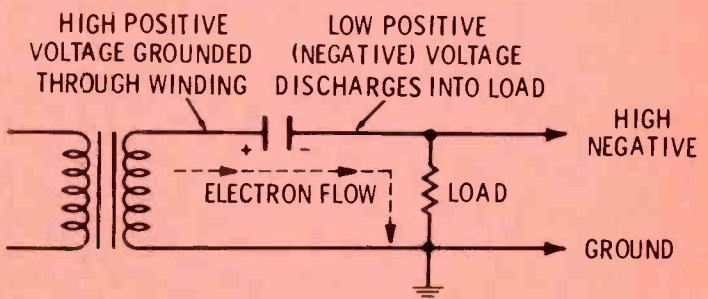 HIGH POSITIVE
VOLTAGE GROUNDED
THROUGH WINDING
LOW POSITIVE
(NEGATIVE) VOLTAGE
DISCHARGES INTO LOAD
HIGH
NEGATIVE
+ -
ELECTRON FLOW
LOAD
GROUND